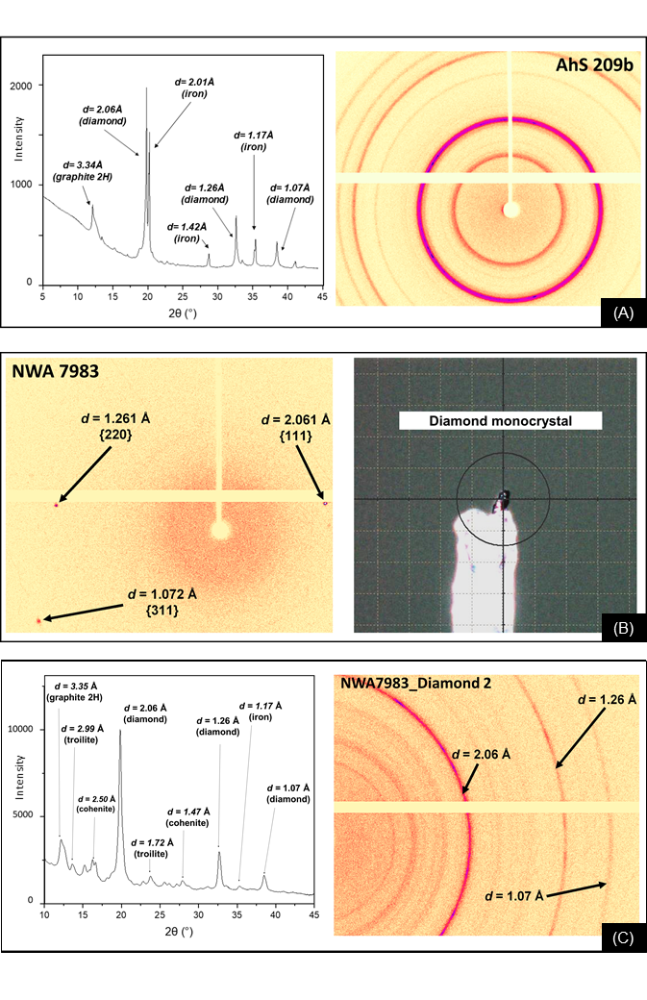 AhS 209b
2000
1000
0
Intensity
5
10
15
20
25
30
35
40
45
2θ (°)
d= 3.34Å
(graphite 2H)
d= 2.06Å
(diamond)
d= 2.01Å
(iron)
d= 1.42Å
(iron)
d= 1.26Å
(diamond)
d= 1.17Å
(iron)
d= 1.07Å
(diamond)
(A)
NWA 7983
d = 1.261 Å
{220}
d = 2.061 Å
{111}
d = 1.072 Å
{311}
Diamond monocrystal
(B)
10000
5000
0
Intensity
10
15
20
25
30
35
40
45
2θ (°)
d = 3.35 Å
(graphite 2H)
d = 2.99 Å
(troilite)
d = 2.50 Å
(cohenite)
d = 2.06 Å
(diamond)
d = 1.72 Å
(troilite)
d = 1.47 Å
(cohenite)
d = 1.26 Å
(diamond)
d = 1.17 Å
(iron)
d = 1.07 Å
(diamond)
NWA7983_Diamond 2
d = 1.26 Å
d = 2.06 Å
d = 1.07 Å
(C)